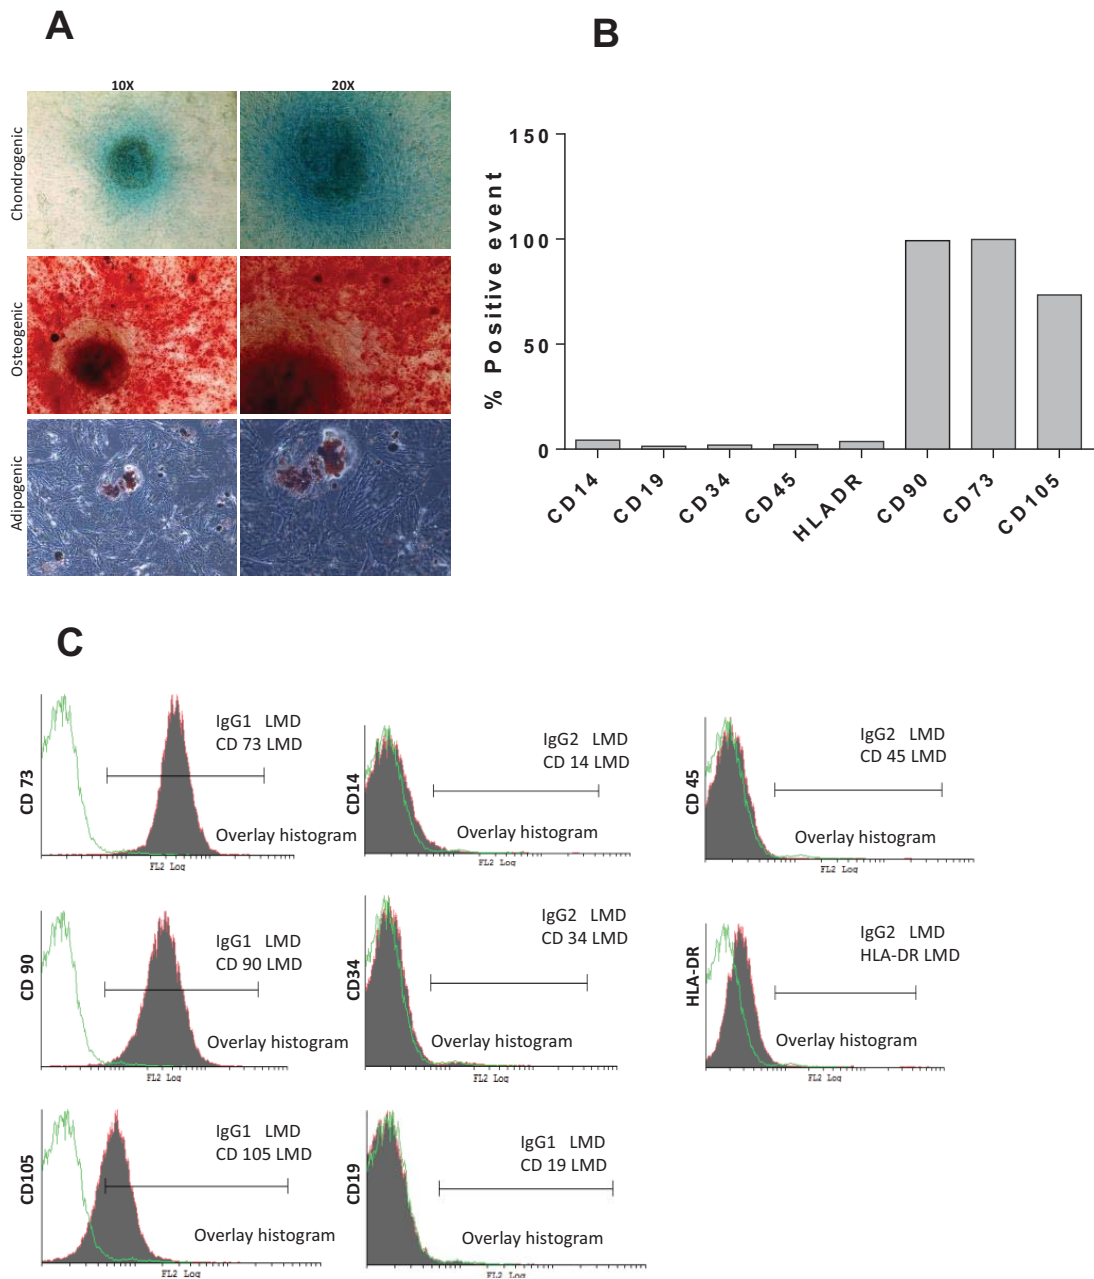 A
10X 20X
Chondrogenic
Osteogenic
Adipogenic
B
% Positive event
150
100
50
0
CD14 CD19 CD34 CD45 HLADR CD90 CD73 CD105
C
CD 73
IgG1 LMD
CD 73 LMD
Overlay histogram
FL2 Log
CD14
IgG2 LMD
CD 14 LMD
Overlay histogram
FL2 Log
CD 45
IgG2 LMD
CD 45 LMD
Overlay histogram
FL2 Log
CD 90
IgG1 LMD
CD 90 LMD
Overlay histogram
FL2 Log
CD34
IgG2 LMD
CD 34 LMD
Overlay histogram
FL2 Log
HLA-DR
IgG2 LMD
HLA-DR LMD
Overlay histogram
FL2 Log
CD105
IgG1 LMD
CD 105 LMD
Overlay histogram
FL2 Log
CD19
IgG1 LMD
CD 19 LMD
Overlay histogram
FL2 Log